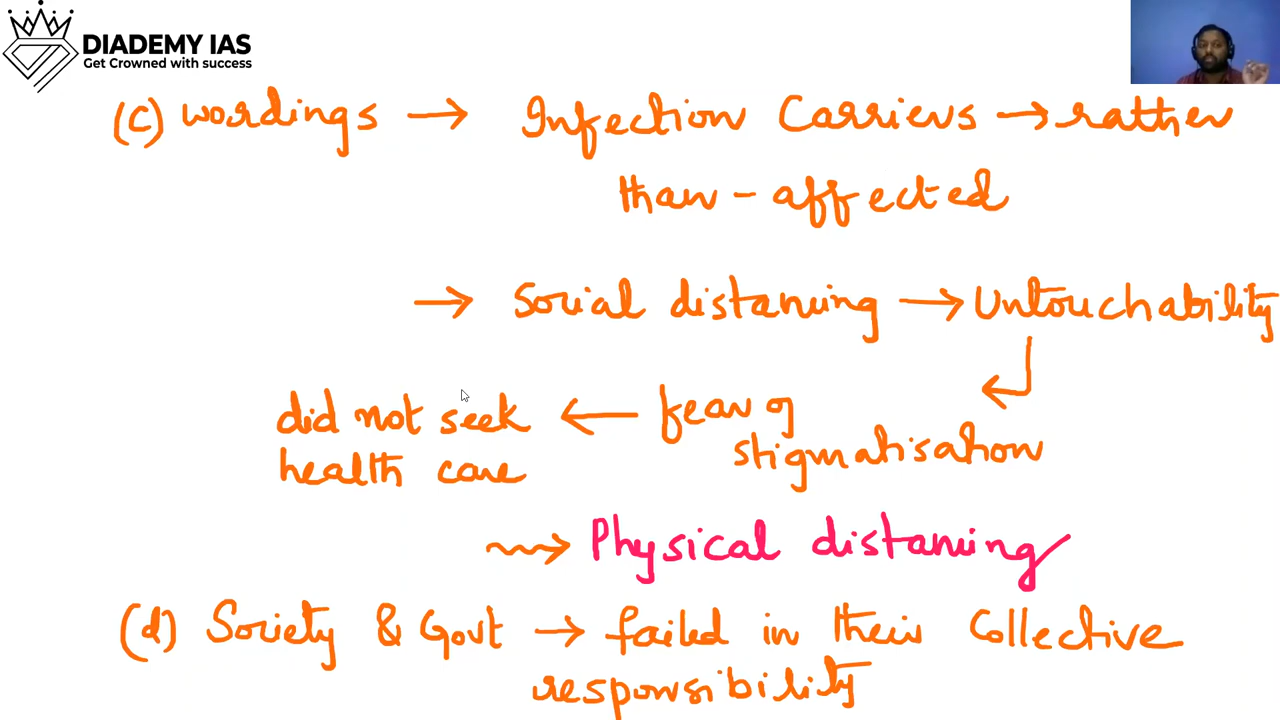 DIADEMY IAS
Get Crowned with success
(c) wordings → Infection Carriers → rather
than - affected
→ Social distancing → Untouchability
did not seek ← fear of
health care
stigmatisation
→ Physical distancing
(d) Society & Govt → failed in their Collective
responsibility